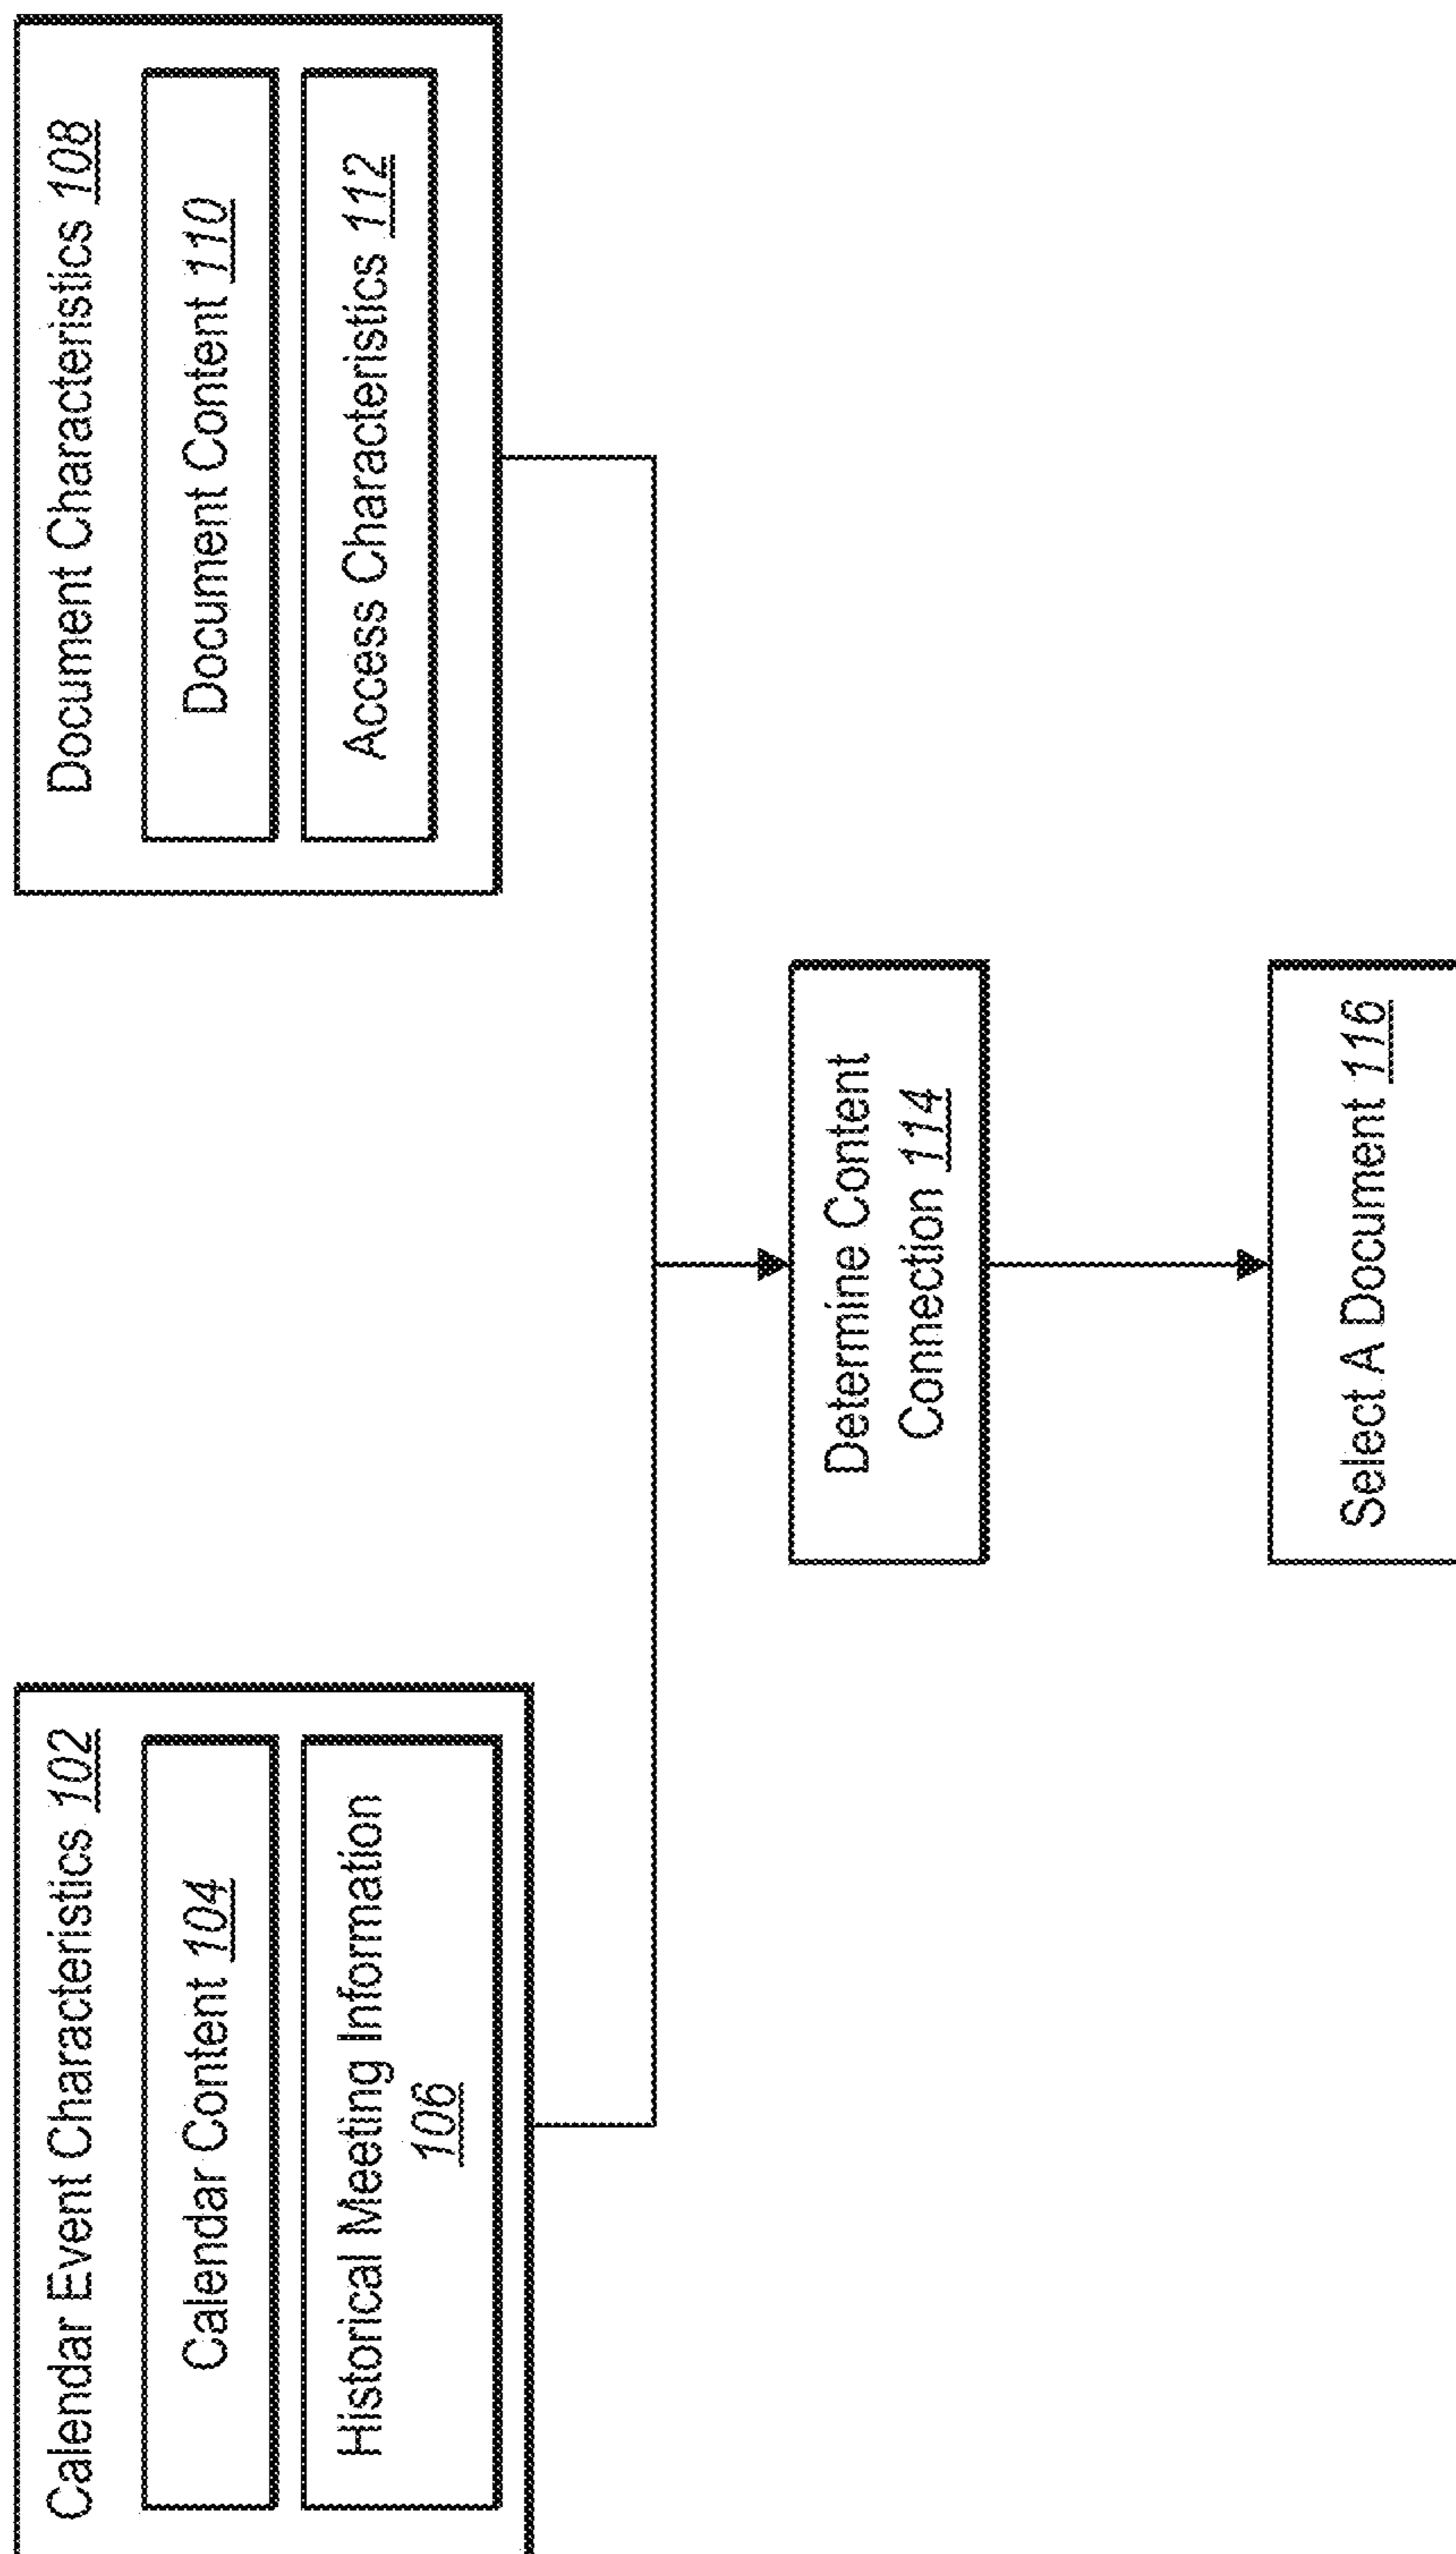 Calendar Event Characteristics 102
Calendar Content 104
Historical Meeting Information
106
Document Characteristics 108
Document Content 110
Access Characteristics 112
Determine Content
Connection 114
Select A Document 116